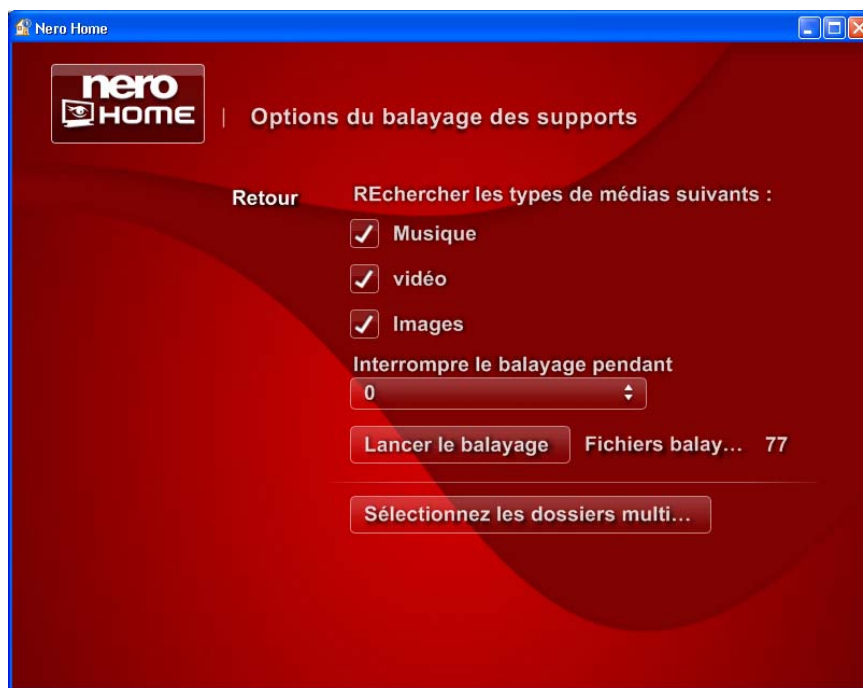 Nero Home
nero
HOME
| Options du balayage des supports
Retour
REchercher les types de médias suivants :
Musique
vidéo
Images
Interrompre le balayage pendant
0
Lancer le balayage
Fichiers balay... 77
Sélectionnez les dossiers multi...